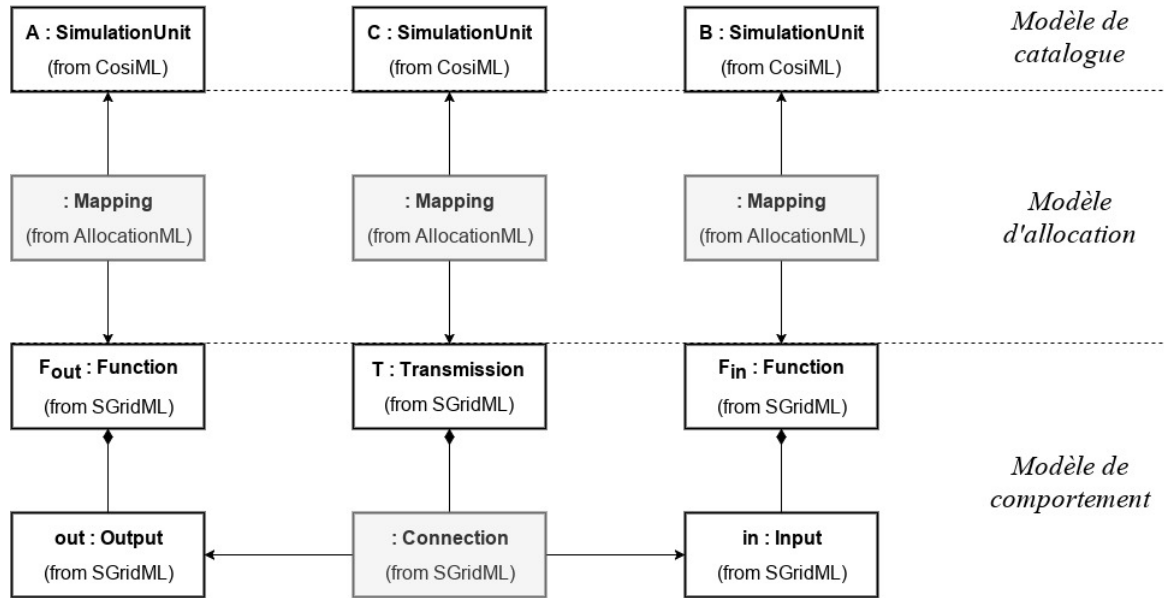 A : SimulationUnit
(from CosiML)
C : SimulationUnit
(from CosiML)
B : SimulationUnit
(from CosiML)
Modèle de
catalogue
: Mapping
(from AllocationML)
: Mapping
(from AllocationML)
: Mapping
(from AllocationML)
Modèle
d'allocation
Fout : Function
(from SGridML)
T : Transmission
(from SGridML)
Fin : Function
(from SGridML)
Modèle de
comportement
out : Output
(from SGridML)
: Connection
(from SGridML)
in : Input
(from SGridML)